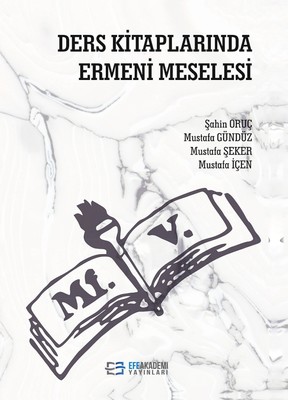 DERS KİTAPLARINDA
ERMENİ MESELESİ
Şahin ORUÇ
Mustafa GÜNDÜZ
Mustafa ŞEKER
Mustafa İÇEN
Mf. V.
EFEAKADEMİ
YAYINLARI